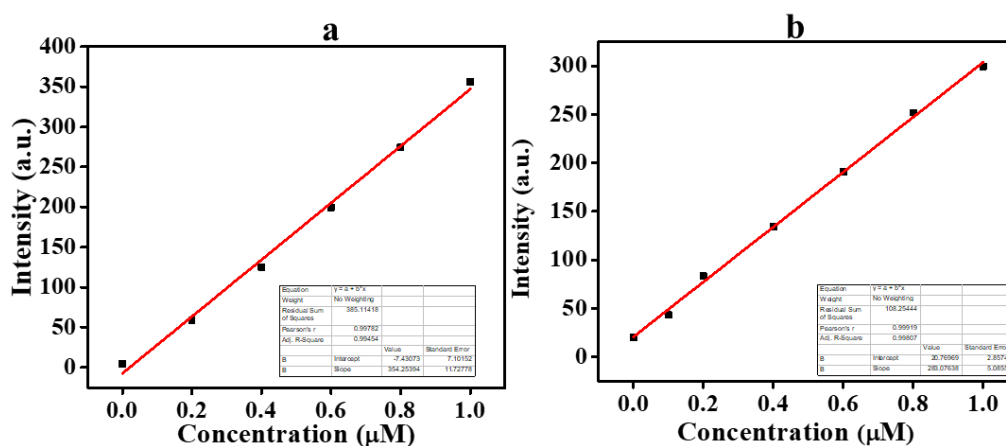 a
400
350
300
250
200
150
100
50
0
Intensity (a.u.)
0.0 0.2 0.4 0.6 0.8 1.0
Concentration (μM)
Equation y = a + b*x
Weight No Weighting
Residual Sum of Squares 385.11418
Pearson's r 0.99782
Adj. R-Square 0.99454
Value Standard Error
B Intercept -7.43073 7.10152
B Slope 354.25394 11.72778
b
300
250
200
150
100
50
0
Intensity (a.u.)
0.0 0.2 0.4 0.6 0.8 1.0
Concentration (μM)
Equation y = a + b*x
Weight No Weighting
Residual Sum of Squares 108.25444
Pearson's r 0.99919
Adj. R-Square 0.99807
Value Standard Error
B Intercept 20.76969 2.8574
B Slope 283.07638 5.0855